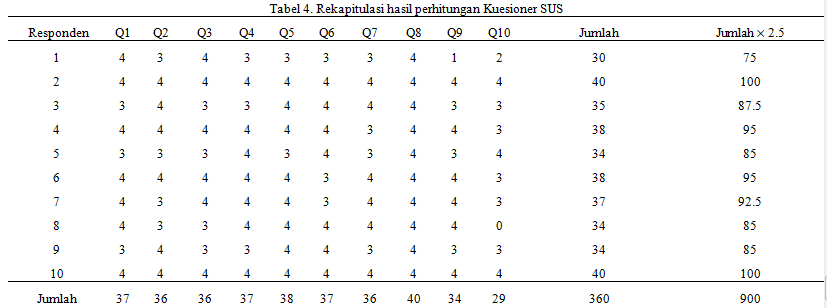 Tabel 4. Rekapitulasi hasil perhitungan Kuesioner SUS
Responden Q1 Q2 Q3 Q4 Q5 Q6 Q7 Q8 Q9 Q10 Jumlah Jumlah × 2.5
1 4 3 4 3 3 3 3 4 1 2 30 75
2 4 4 4 4 4 4 4 4 4 4 40 100
3 3 4 3 3 4 4 4 4 3 3 35 87.5
4 4 4 4 4 4 4 3 4 4 3 38 95
5 3 3 3 4 3 4 3 4 3 4 34 85
6 4 4 4 4 4 3 4 4 4 3 38 95
7 4 3 4 4 4 3 4 4 4 3 37 92.5
8 4 3 3 4 4 4 4 4 4 0 34 85
9 3 4 3 3 4 4 3 4 3 3 34 85
10 4 4 4 4 4 4 4 4 4 4 40 100
Jumlah 37 36 36 37 38 37 36 40 34 29 360 900